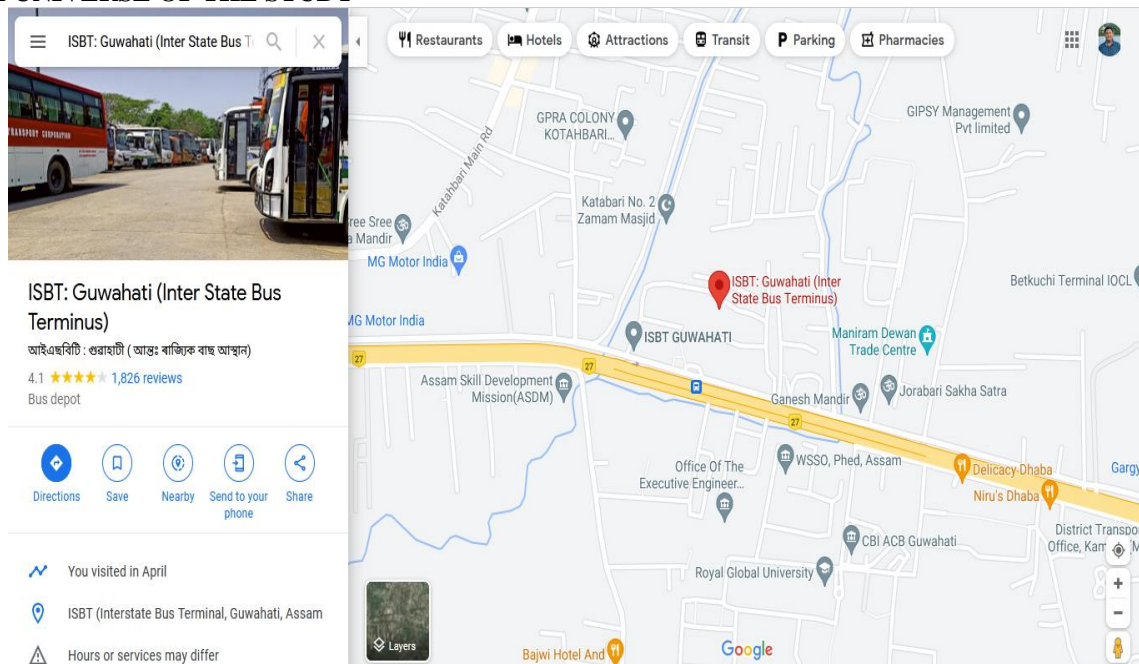 UNIVERSE OF THE STUDY
ISBT: Guwahati (Inter State Bus T
Restaurants
Hotels
Attractions
Transit
Parking
Pharmacies
TRANSPORT CORPORATION
ISBT: Guwahati (Inter State Bus
Terminus)
আইএছবিটি : গুৱাহাটী ( আন্তঃ ৰাজ্যিক বাছ আস্থান)
4.1 ★★★★★ 1,826 reviews
Bus depot
Directions
Save
Nearby
Send to your
phone
Share
You visited in April
ISBT (Interstate Bus Terminal, Guwahati, Assam
Hours or services may differ
GPRA COLONY
KOTAHBARI...
GIPSY Management
Pvt limited
Katahbari Main Rd
Katabari No. 2
Zamam Masjid
ree Sree
a Mandir
MG Motor India
ISBT: Guwahati (Inter
State Bus Terminus)
Betkuchi Terminal IOCL
MG Motor India
ISBT GUWAHATI
Maniram Dewan
Trade Centre
27
27
Assam Skill Development
Mission(ASDM)
Ganesh Mandir
Jorabari Sakha Satra
27
Office Of The
Executive Engineer...
WSSO, Phed, Assam
Delicacy Dhaba
Gargy
Niru's Dhaba
CBI ACB Guwahati
District Transpo
Office, Kam
Royal Global University
Layers
Bajwi Hotel And
Google